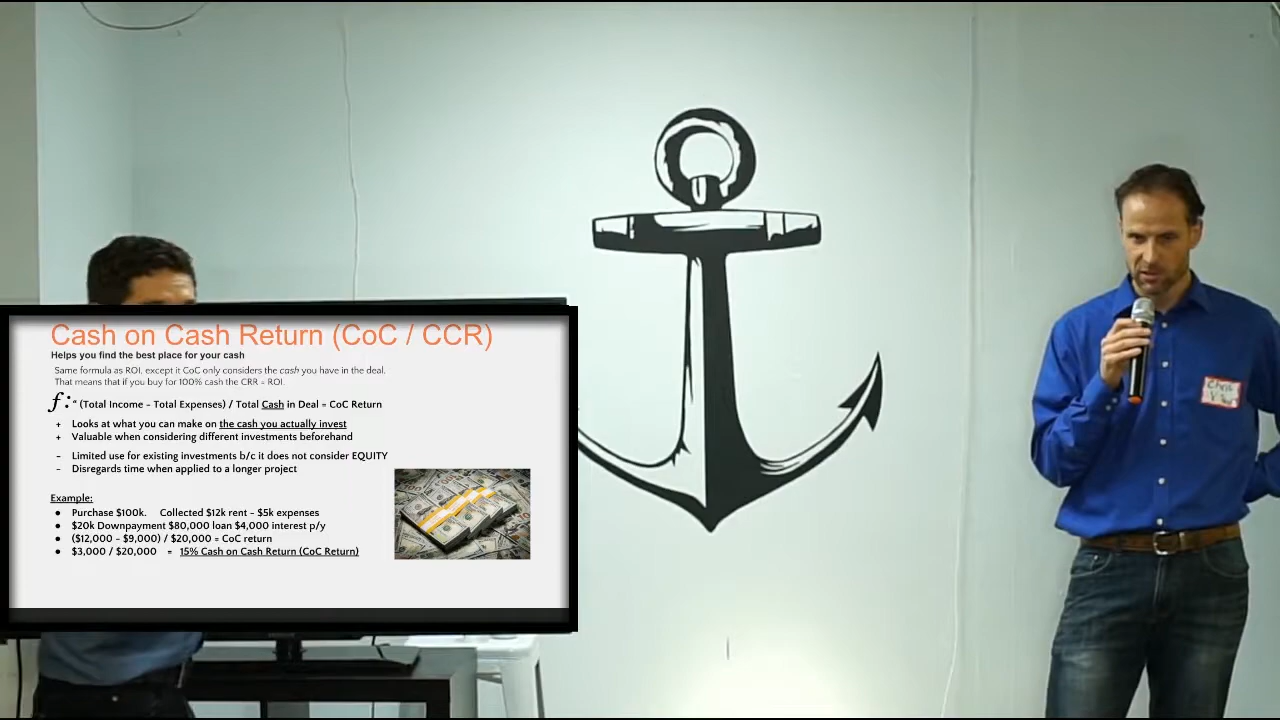 Cash on Cash Return (CoC / CCR)
Helps you find the best place for your cash
Same formula as ROI, except it CoC only considers the cash you have in the deal.
That means that if you buy for 100% cash the CRR = ROI.
f: “ (Total Income – Total Expenses) / Total Cash in Deal = CoC Return
+ Looks at what you can make on the cash you actually invest
+ Valuable when considering different investments beforehand
– Limited use for existing investments b/c it does not consider EQUITY
– Disregards time when applied to a longer project
Example:
● Purchase $100k. Collected $12k rent – $5k expenses
● $20k Downpayment $80,000 loan $4,000 interest p/y
● ($12,000 – $9,000) / $20,000 = CoC return
● $3,000 / $20,000 = 15% Cash on Cash Return (CoC Return)
Chris